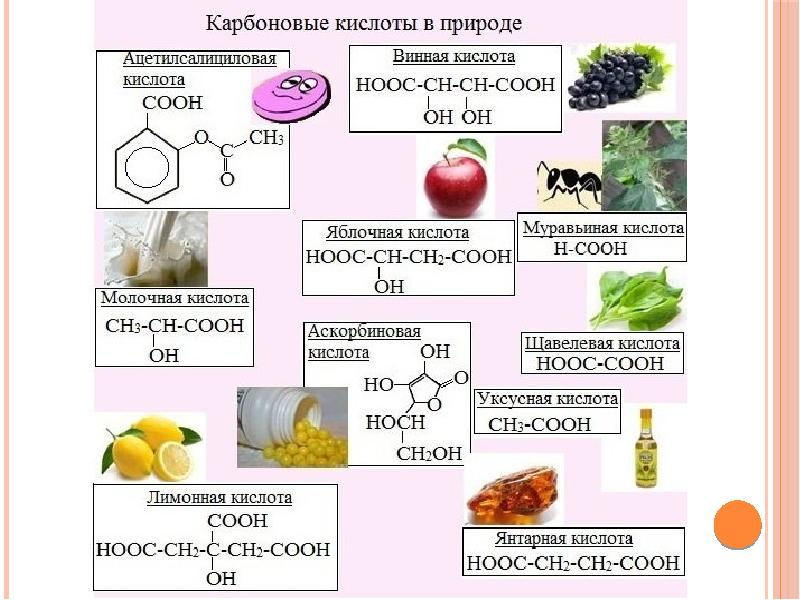 Карбоновые кислоты в природе
Ацетилсалициловая
кислота
COOH
O
C
CH3
O
Винная кислота
HOOC-CH-CH-COOH
OH OH
Яблочная кислота
HOOC-CH-CH2-COOH
OH
Муравьиная кислота
H-COOH
Молочная кислота
CH3-CH-COOH
OH
Аскорбиновая
кислота
OH
HO
O
O
HOCH
CH2OH
Щавелевая кислота
HOOC-COOH
Уксусная кислота
CH3-COOH
Лимонная кислота
COOH
HOOC-CH2-C-CH2-COOH
OH
Янтарная кислота
HOOC-CH2-CH2-COOH